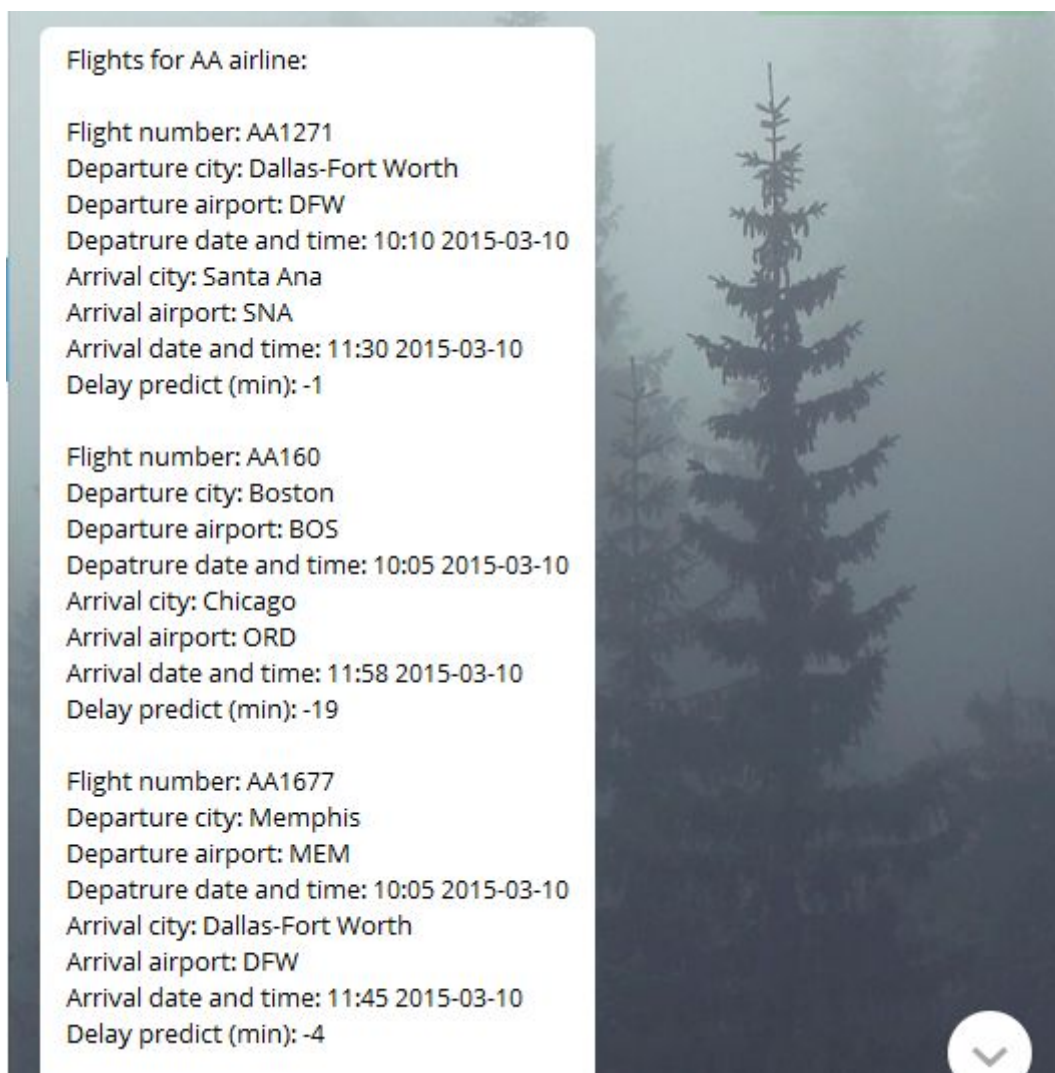 Flights for AA airline:
Flight number: AA1271
Departure city: Dallas-Fort Worth
Departure airport: DFW
Depatrure date and time: 10:10 2015-03-10
Arrival city: Santa Ana
Arrival airport: SNA
Arrival date and time: 11:30 2015-03-10
Delay predict (min): -1
Flight number: AA160
Departure city: Boston
Departure airport: BOS
Depatrure date and time: 10:05 2015-03-10
Arrival city: Chicago
Arrival airport: ORD
Arrival date and time: 11:58 2015-03-10
Delay predict (min): -19
Flight number: AA1677
Departure city: Memphis
Departure airport: MEM
Depatrure date and time: 10:05 2015-03-10
Arrival city: Dallas-Fort Worth
Arrival airport: DFW
Arrival date and time: 11:45 2015-03-10
Delay predict (min): -4